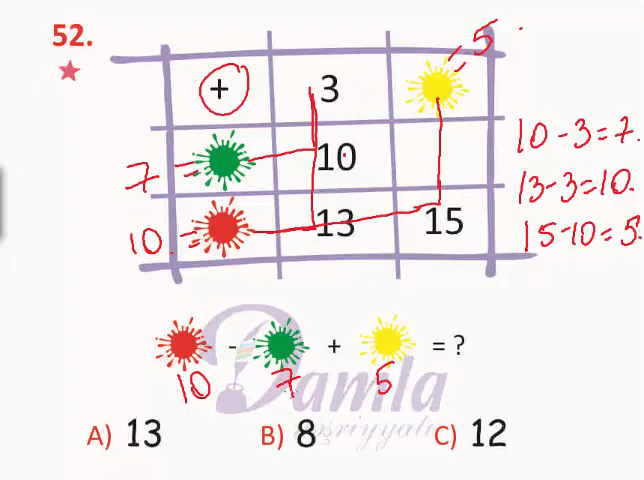 52.
5
+ 3
10 - 3 = 7.
7 10
13 - 3 = 10.
10. 13 15
15 - 10 = 5.
- + = ?
10 7 5
Damla
A) 13 B) 8 C) 12